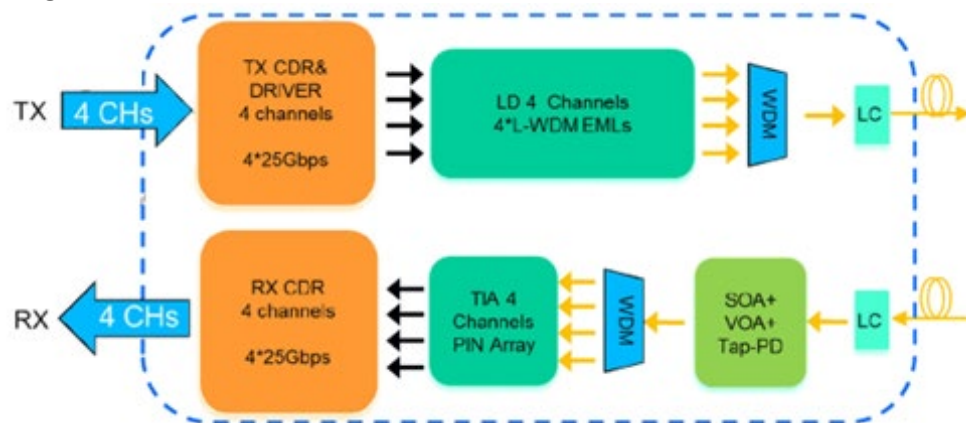 TX
4 CHs
TX CDR&
DRIVER
4 channels
4*25Gbps
LD 4 Channels
4*L-WDM EMLs
WDM
LC
RX
4 CHs
RX CDR
4 channels
4*25Gbps
TIA 4
Channels
PIN Array
WDM
SOA+
VOA+
Tap-PD
LC